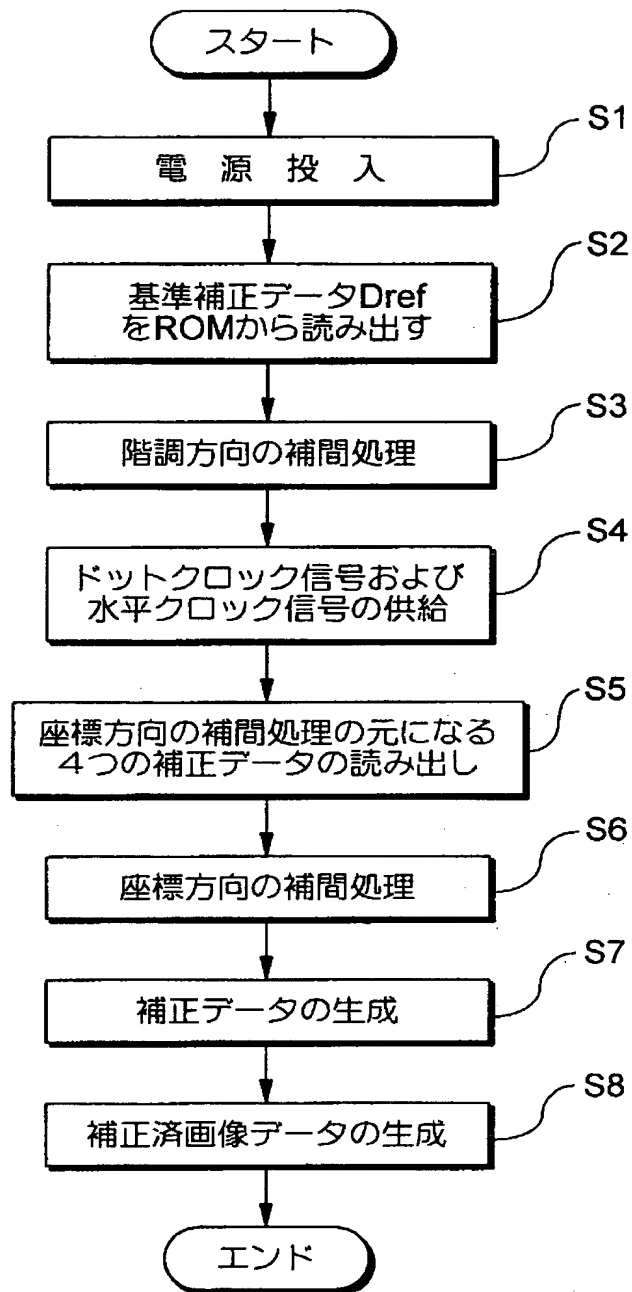 スタート
S1
電 源 投 入
S2
基準補正データDref
をROMから読み出す
S3
階調方向の補間処理
S4
ドットクロック信号および
水平クロック信号の供給
S5
座標方向の補間処理の元になる
4つの補正データの読み出し
S6
座標方向の補間処理
S7
補正データの生成
S8
補正済画像データの生成
エンド